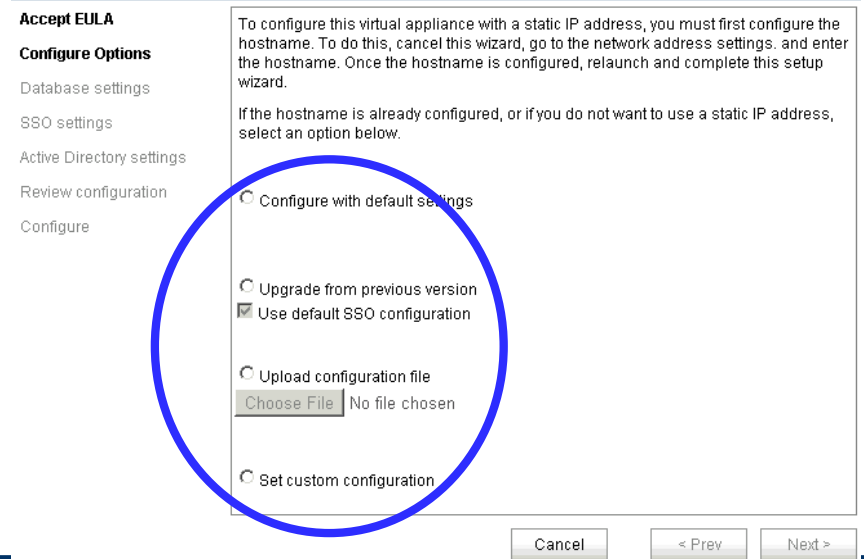 Accept EULA
Configure Options
Database settings
SSO settings
Active Directory settings
Review configuration
Configure
To configure this virtual appliance with a static IP address, you must first configure the
hostname. To do this, cancel this wizard, go to the network address settings. and enter
the hostname. Once the hostname is configured, relaunch and complete this setup
wizard.
If the hostname is already configured, or if you do not want to use a static IP address,
select an option below.
Configure with default settings
Upgrade from previous version
Use default SSO configuration
Upload configuration file
Choose File No file chosen
Set custom configuration
Cancel < Prev Next >